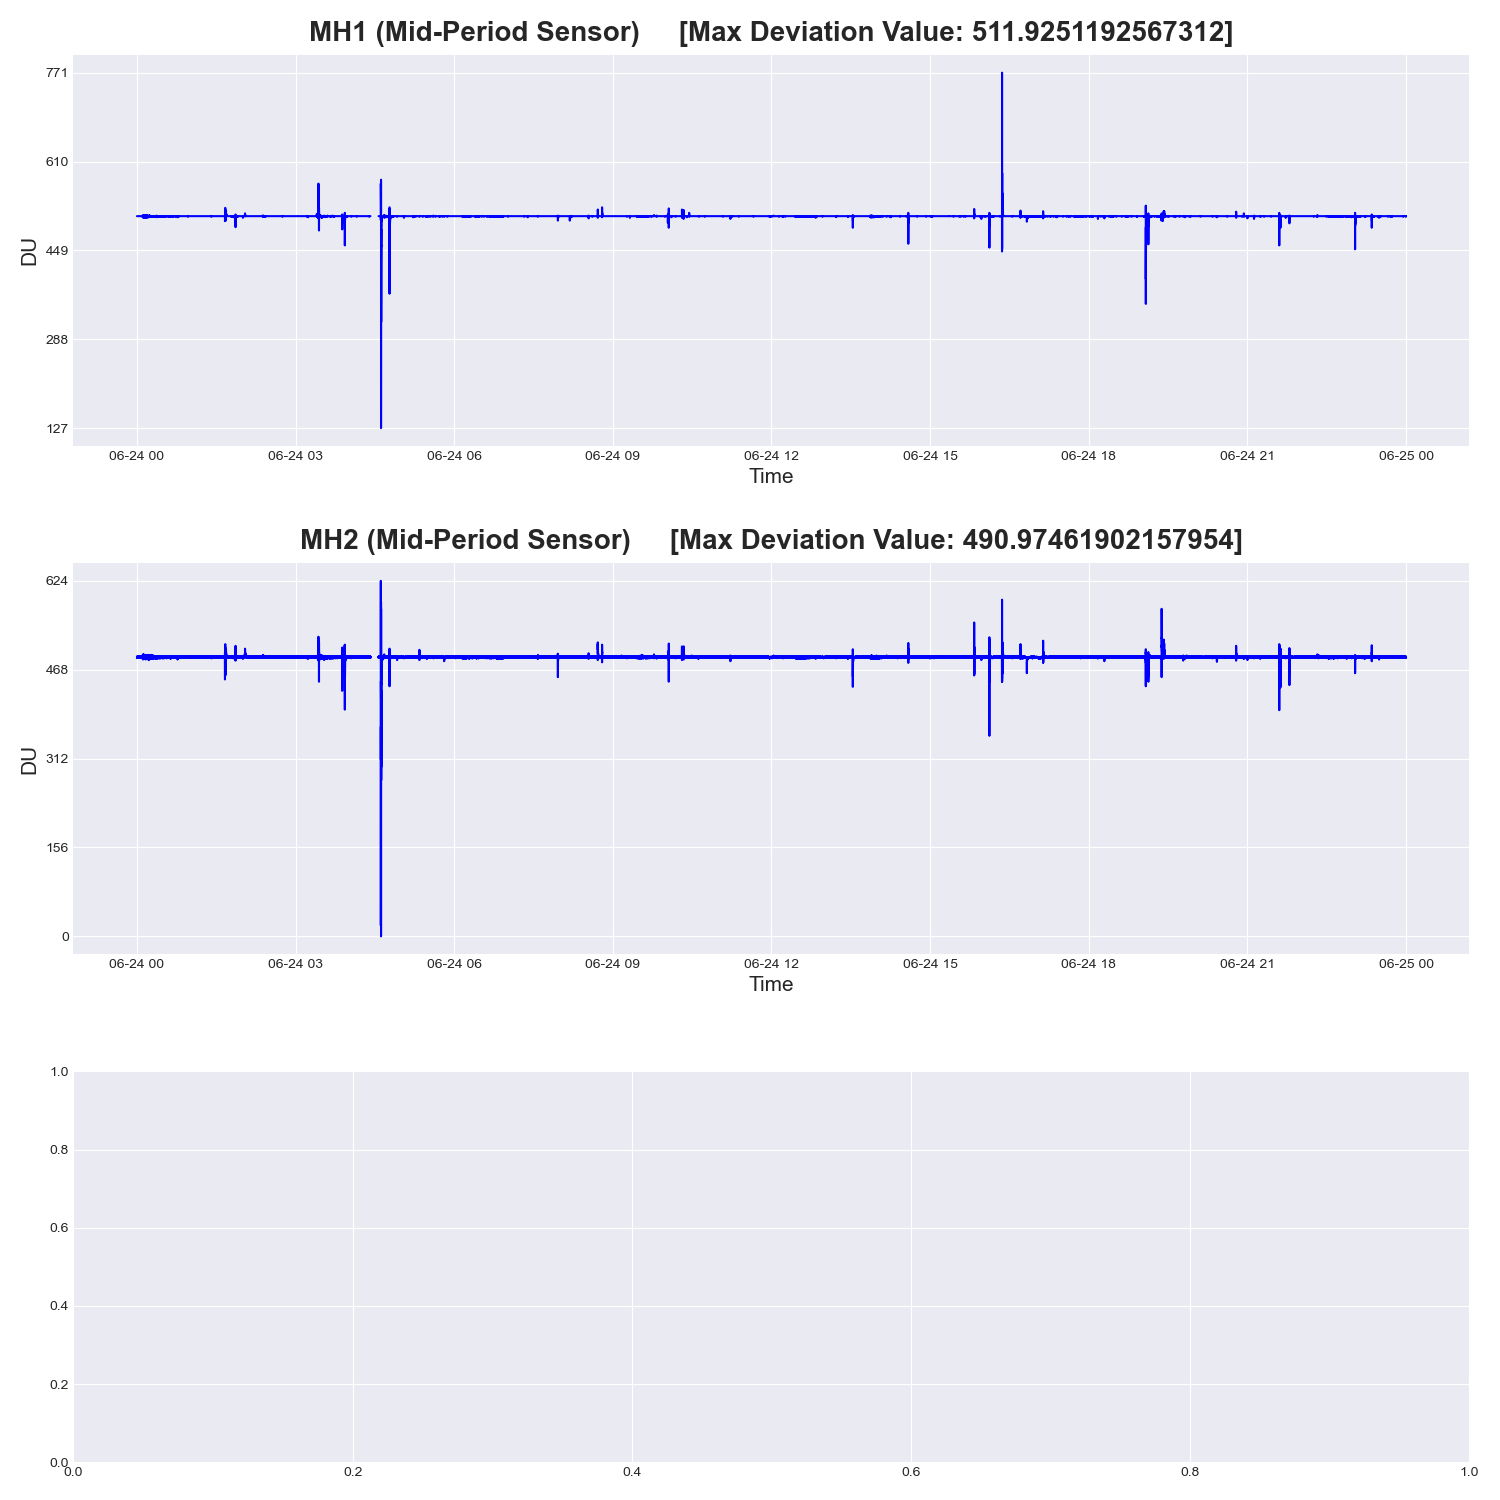 MH1 (Mid-Period Sensor) [Max Deviation Value: 511.9251192567312]
771
610
449
288
127
DU
06-24 00 06-24 03 06-24 06 06-24 09 06-24 12 06-24 15 06-24 18 06-24 21 06-25 00
Time
MH2 (Mid-Period Sensor) [Max Deviation Value: 490.97461902157954]
624
468
312
156
0
DU
06-24 00 06-24 03 06-24 06 06-24 09 06-24 12 06-24 15 06-24 18 06-24 21 06-25 00
Time
1.0
0.8
0.6
0.4
0.2
0.0
0.0 0.2 0.4 0.6 0.8 1.0